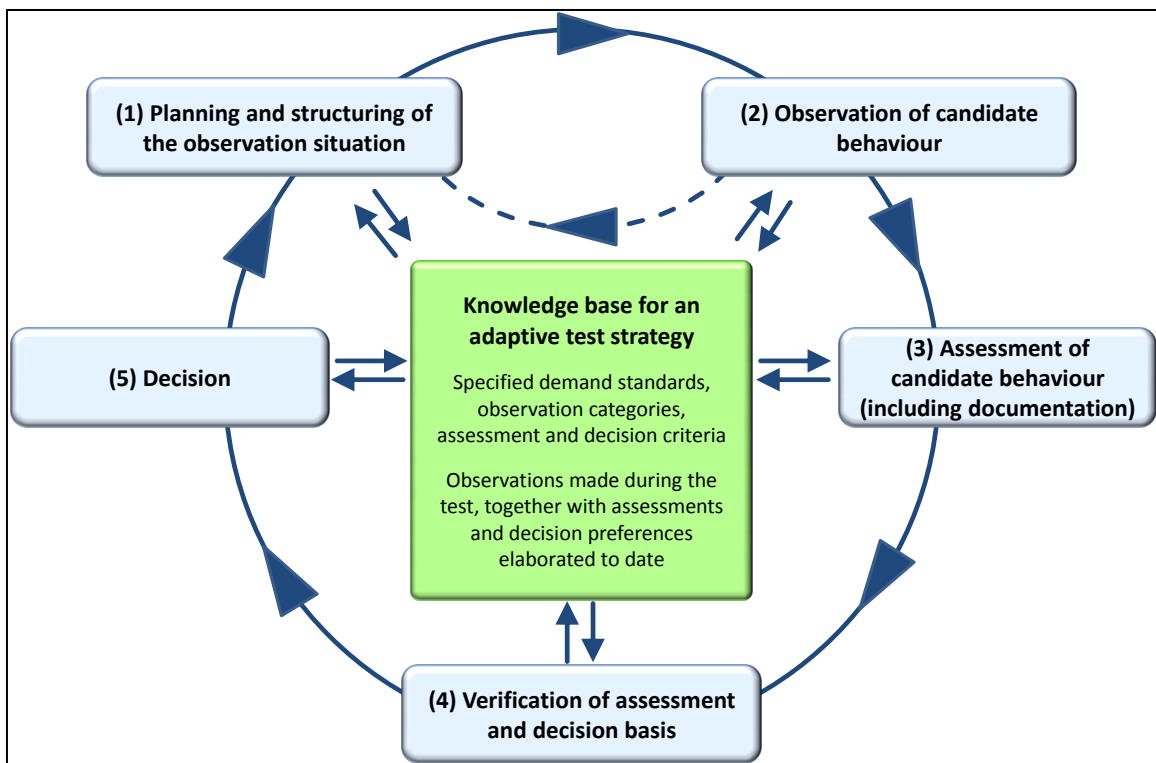 (1) Planning and structuring of
the observation situation
(2) Observation of candidate
behaviour
Knowledge base for an
adaptive test strategy
Specified demand standards,
observation categories,
assessment and decision criteria
Observations made during the
test, together with assessments
and decision preferences
elaborated to date
(3) Assessment of
candidate behaviour
(including documentation)
(4) Verification of assessment
and decision basis
(5) Decision